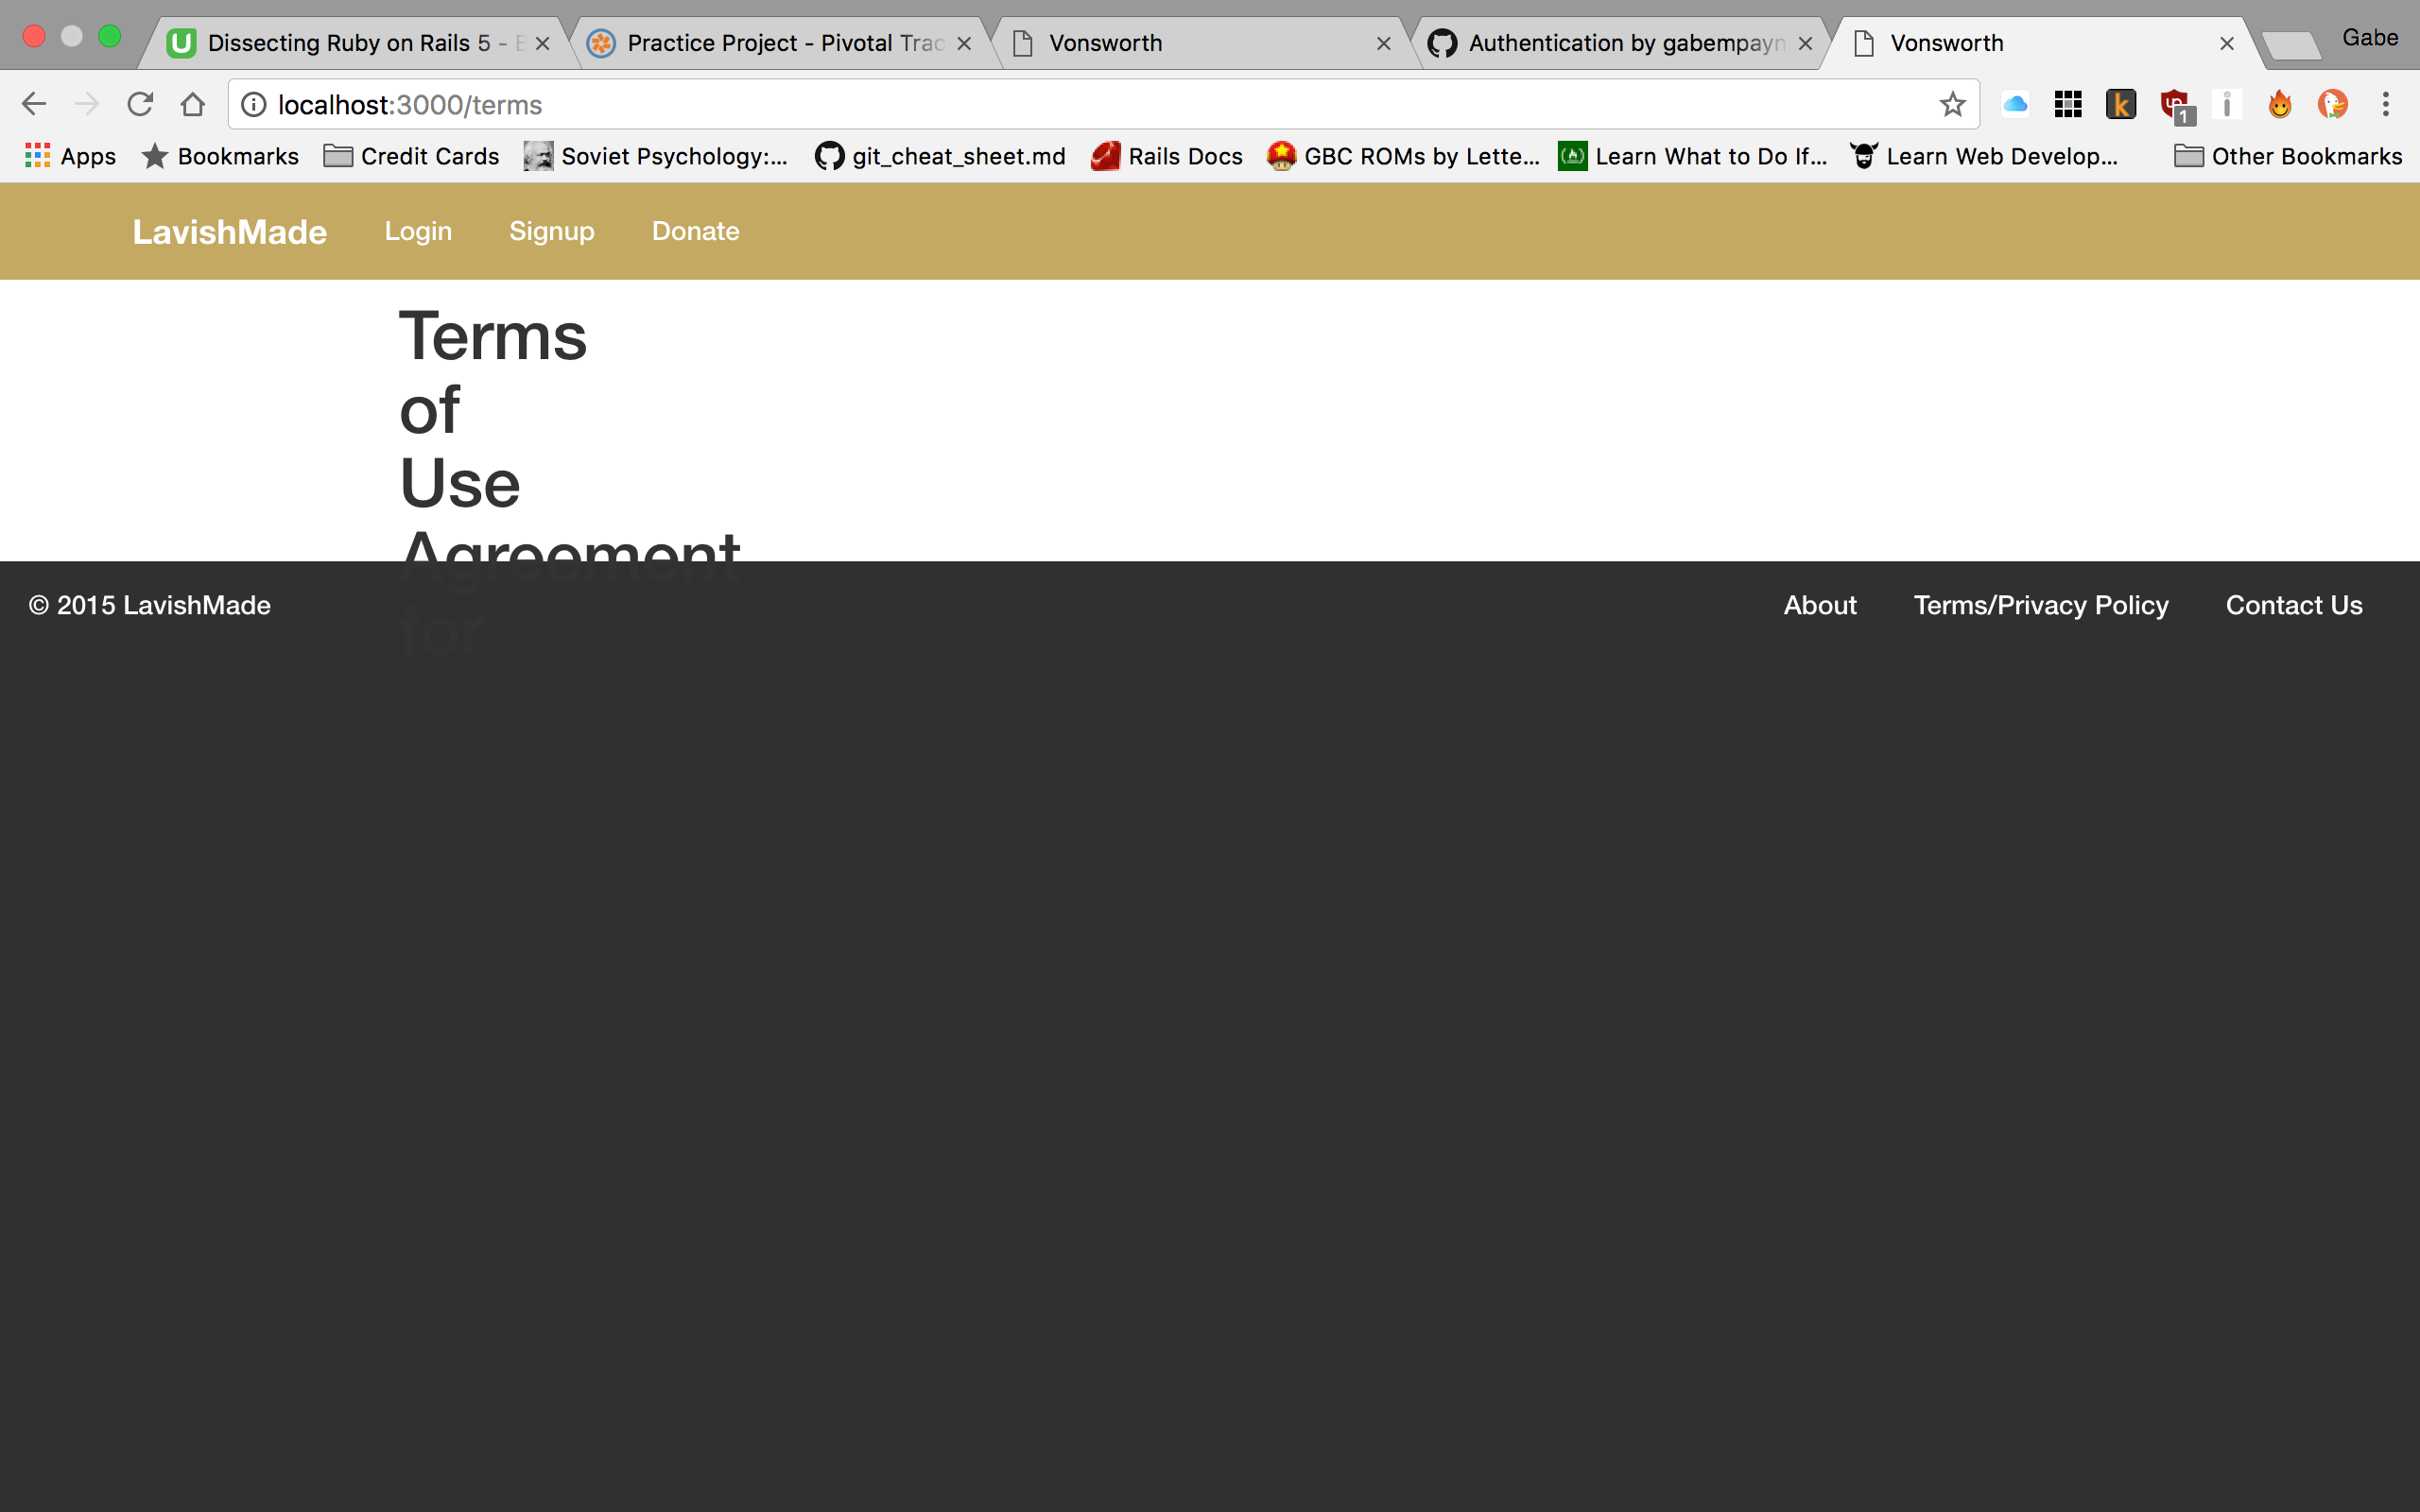 Dissecting Ruby on Rails 5 - B
Practice Project - Pivotal Trac
Vonsworth
Authentication by gabempayn
Vonsworth
Gabe
localhost:3000/terms
1
Apps
Bookmarks
Credit Cards
Soviet Psychology:...
git_cheat_sheet.md
Rails Docs
GBC ROMs by Lette...
Learn What to Do If...
Learn Web Develop...
Other Bookmarks
LavishMade
Login
Signup
Donate
Terms
of
Use
Agreement
for
© 2015 LavishMade
About
Terms/Privacy Policy
Contact Us